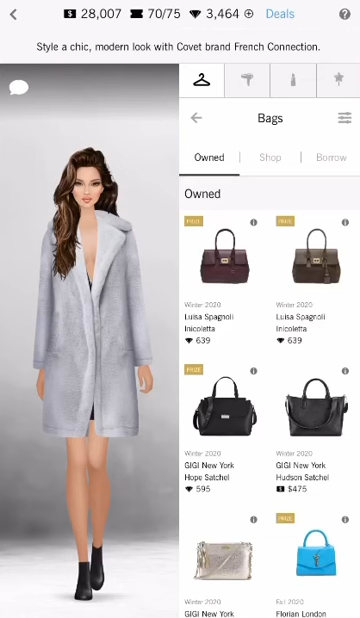 28,007 70/75 3,464 Deals
Style a chic, modern look with Covet brand French Connection.
Bags
Owned Shop Borrow
Owned
PRIZE PRIZE
Winter 2020 Winter 2020
Luisa Spagnoli Luisa Spagnoli
Inicoletta Inicoletta
639 639
PRIZE
Winter 2020 Winter 2020
GIGI New York GIGI New York
Hope Satchel Hudson Satchel
595 $475
PRIZE
Winter 2020 Fall 2020
GIGI New York Florian London